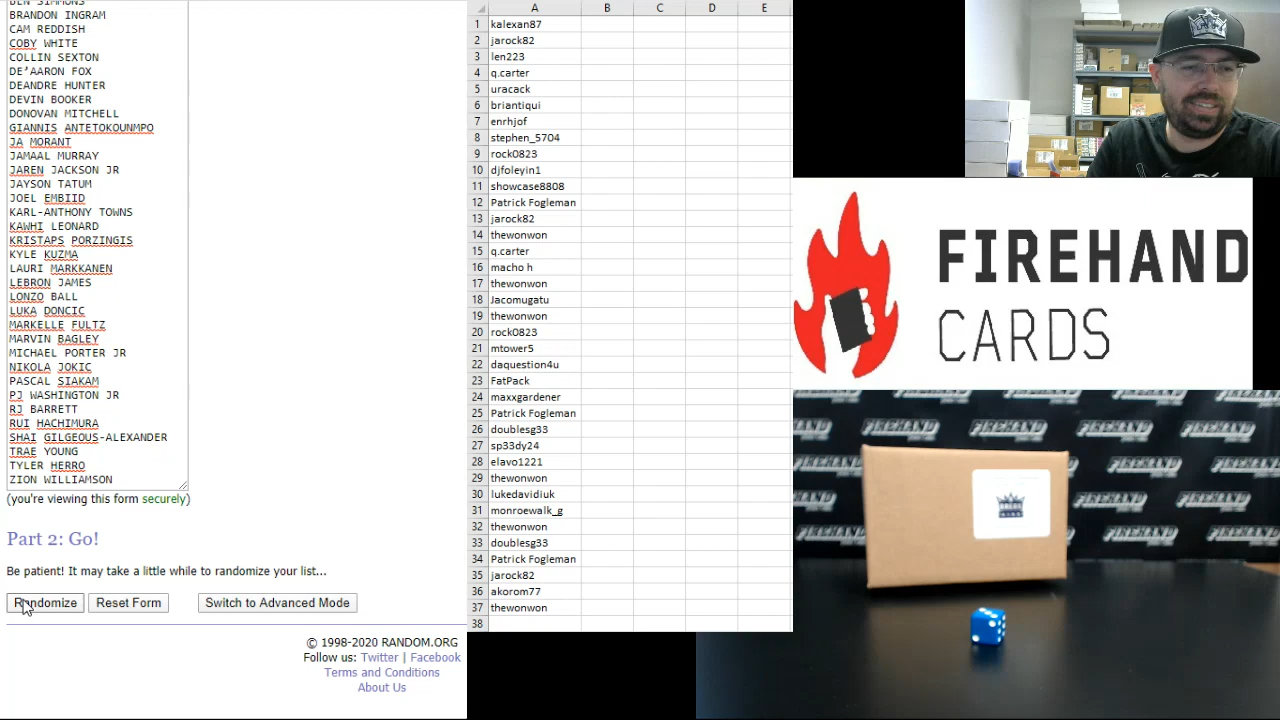 BEN SIMMONS
BRANDON INGRAM
CAM REDDISH
COBY WHITE
COLLIN SEXTON
DE'AARON FOX
DEANDRE HUNTER
DEVIN BOOKER
DONOVAN MITCHELL
GIANNIS ANTETOKOUNMPO
JA MORANT
JAMAAL MURRAY
JAREN JACKSON JR
JAYSON TATUM
JOEL EMBIID
KARL-ANTHONY TOWNS
KAWHI LEONARD
KRISTAPS PORZINGIS
KYLE KUZMA
LAURI MARKKANEN
LEBRON JAMES
LONZO BALL
LUKA DONCIC
MARKELLE FULTZ
MARVIN BAGLEY
MICHAEL PORTER JR
NIKOLA JOKIC
PASCAL SIAKAM
PJ WASHINGTON JR
RJ BARRETT
RUI HACHIMURA
SHAI GILGEOUS-ALEXANDER
TRAE YOUNG
TYLER HERRO
ZION WILLIAMSON
(you're viewing this form securely)
Part 2: Go!
Be patient! It may take a little while to randomize your list...
Randomize Reset Form Switch to Advanced Mode
© 1998-2020 RANDOM.ORG
Follow us: Twitter | Facebook
Terms and Conditions
About Us
A B C D E
1 kalexan87
2 jarock82
3 len223
4 q.carter
5 uracack
6 briantiqui
7 enrhjof
8 stephen_5704
9 rock0823
10 djfoleyin1
11 showcase8808
12 Patrick Fogleman
13 jarock82
14 thewonwon
15 q.carter
16 macho h
17 thewonwon
18 Jacomugatu
19 thewonwon
20 rock0823
21 mtower5
22 daquestion4u
23 FatPack
24 maxxgardener
25 Patrick Fogleman
26 doublesg33
27 sp33dy24
28 elavo1221
29 thewonwon
30 lukedavidiuk
31 monroewalk_g
32 thewonwon
33 doublesg33
34 Patrick Fogleman
35 jarock82
36 akorom77
37 thewonwon
38
FIREHAND
CARDS
FIREHAND
BREAK
KING